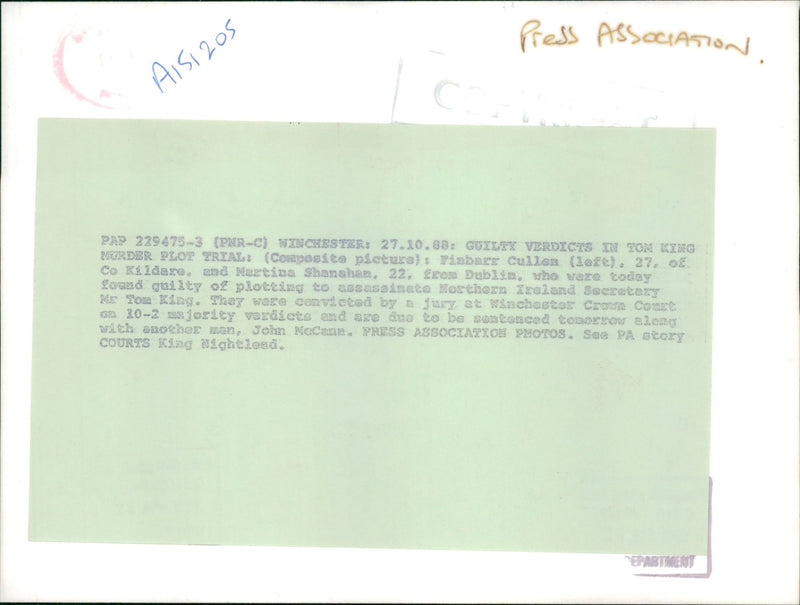 A151205
Press Association.
COPYRIGHT
PAP 229475-3 (PNR-C) WINCHESTER: 27.10.88: GUILTY VERDICTS IN TOM KING
MURDER PLOT TRIAL: (Composite picture): Finbarr Cullen (left), 27, of
Co Kildare, and Martina Shanahan, 22, from Dublin, who were today
found guilty of plotting to assassinate Northern Ireland Secretary
Mr Tom King. They were convicted by a jury at Winchester Crown Court
on 10-2 majority verdicts and are due to be sentenced tomorrow along
with another man, John McCann. PRESS ASSOCIATION PHOTOS. See PA story
COURTS King Nightlead.
DEPARTMENT